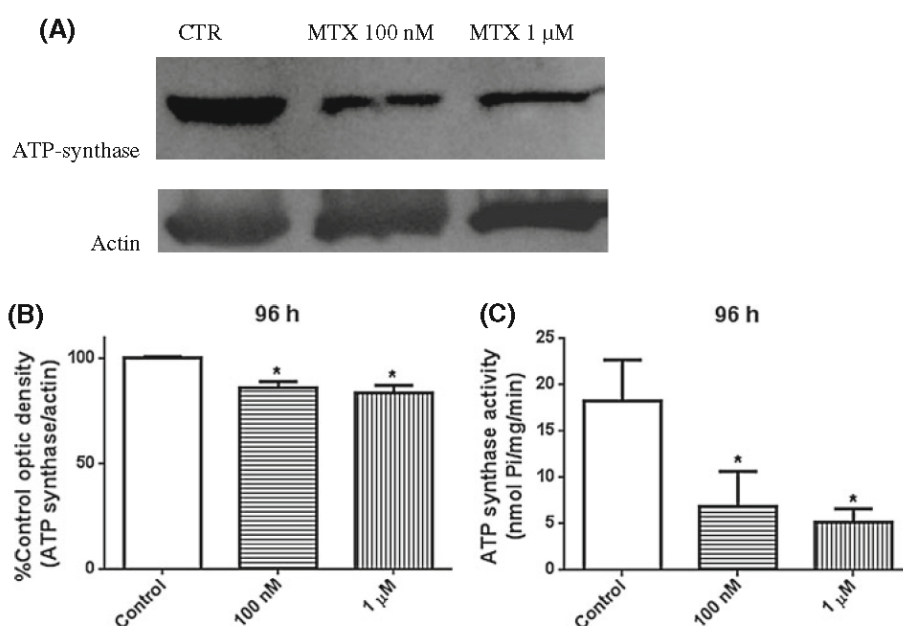 (A)
CTR MTX 100 nM MTX 1 μM
ATP-synthase
Actin
(B)
96 h
%Control optic density
(ATP synthase/actin)
100
50
0
*
*
Control
100 nM
1 μM
(C)
96 h
ATP synthase activity
(nmol Pi/mg/min)
25
20
15
10
5
0
*
*
Control
100 nM
1 μM